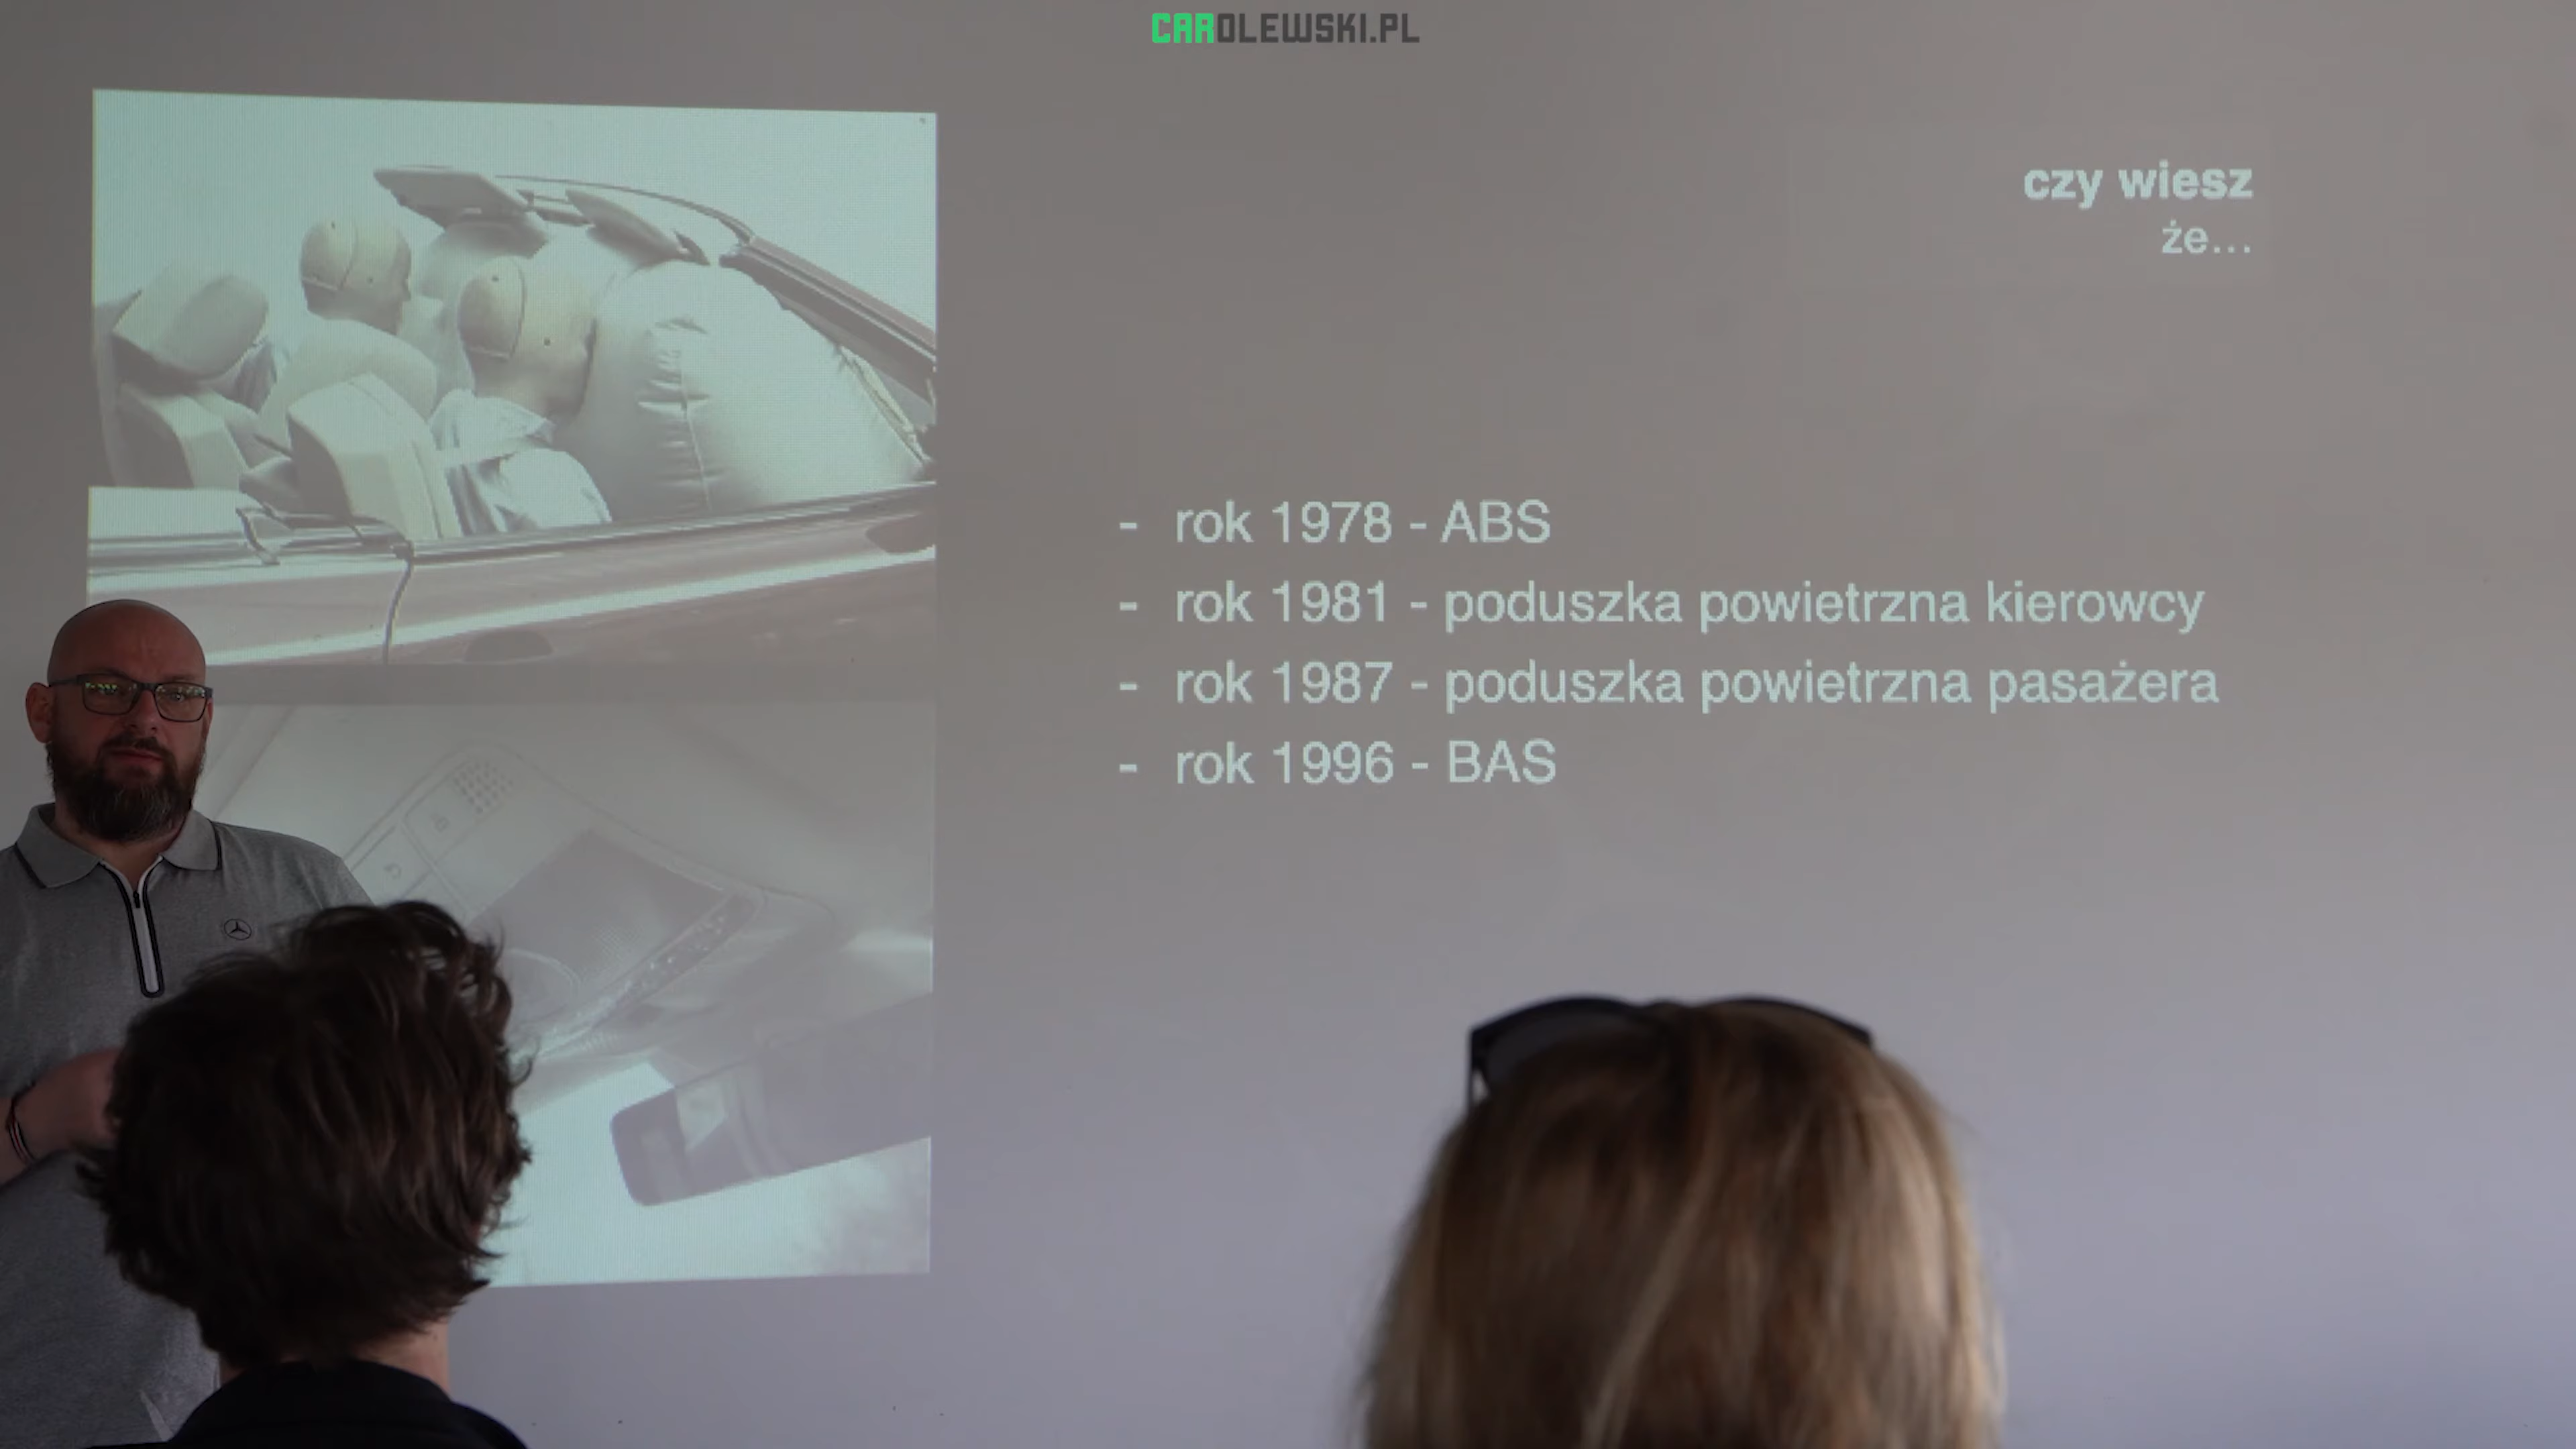 CAROLEWSKI.PL
czy wiesz
że...
- rok 1978 - ABS
- rok 1981 - poduszka powietrzna kierowcy
- rok 1987 - poduszka powietrzna pasażera
- rok 1996 - BAS